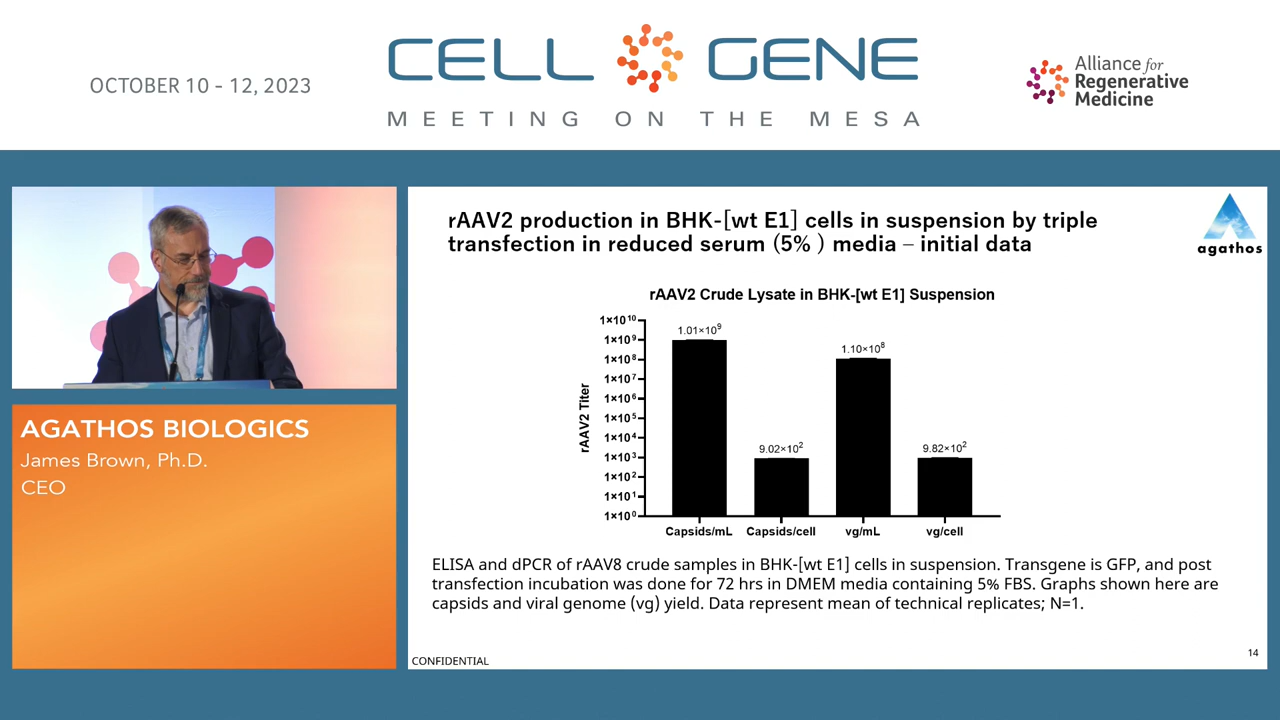 OCTOBER 10 - 12, 2023
CELL GENE
MEETING ON THE MESA
Alliance for
Regenerative
Medicine
AGATHOS BIOLOGICS
James Brown, Ph.D.
CEO
rAAV2 production in BHK-[wt E1] cells in suspension by triple
transfection in reduced serum (5% ) media – initial data
agathos
rAAV2 Crude Lysate in BHK-[wt E1] Suspension
rAAV2 Titer
1×10¹⁰
1×10⁹
1×10⁸
1×10⁷
1×10⁶
1×10⁵
1×10⁴
1×10³
1×10²
1×10¹
1×10⁰
1.01×10⁹
9.02×10²
1.10×10⁸
9.82×10²
Capsids/mL Capsids/cell vg/mL vg/cell
ELISA and dPCR of rAAV8 crude samples in BHK-[wt E1] cells in suspension. Transgene is GFP, and post
transfection incubation was done for 72 hrs in DMEM media containing 5% FBS. Graphs shown here are
capsids and viral genome (vg) yield. Data represent mean of technical replicates; N=1.
CONFIDENTIAL
14